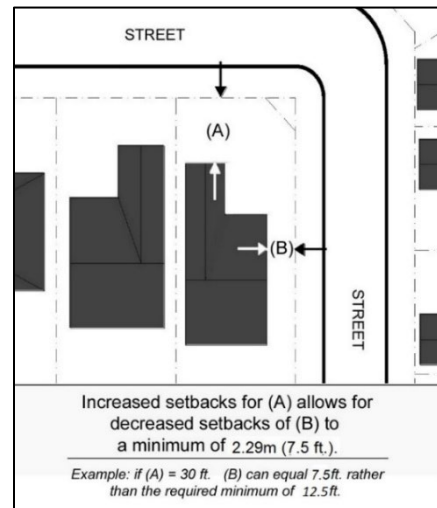 STREET
(A)
(B)
STREET
Increased setbacks for (A) allows for
decreased setbacks of (B) to
a minimum of 2.29m (7.5 ft.).
Example: if (A) = 30 ft. (B) can equal 7.5ft. rather
than the required minimum of 12.5ft.